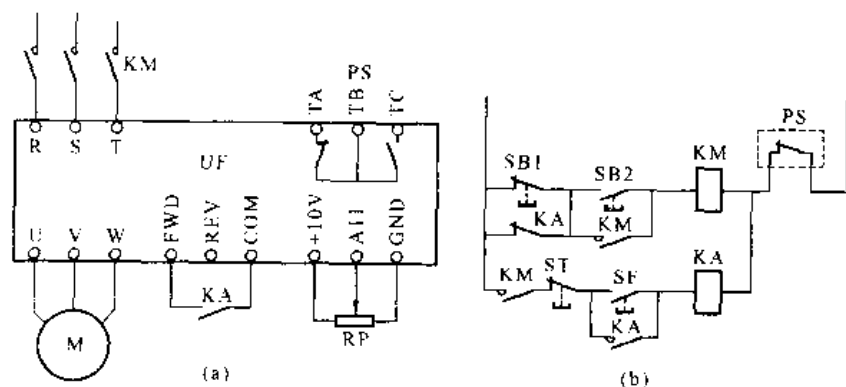 KM
PS
TA TB TC
R S T
UF
U V W FWD REV COM +10V AI1 GND
KA
M
RP
(a)
PS
SB1 SB2 KM
KA KM
KM ST SF KA
KA
(b)